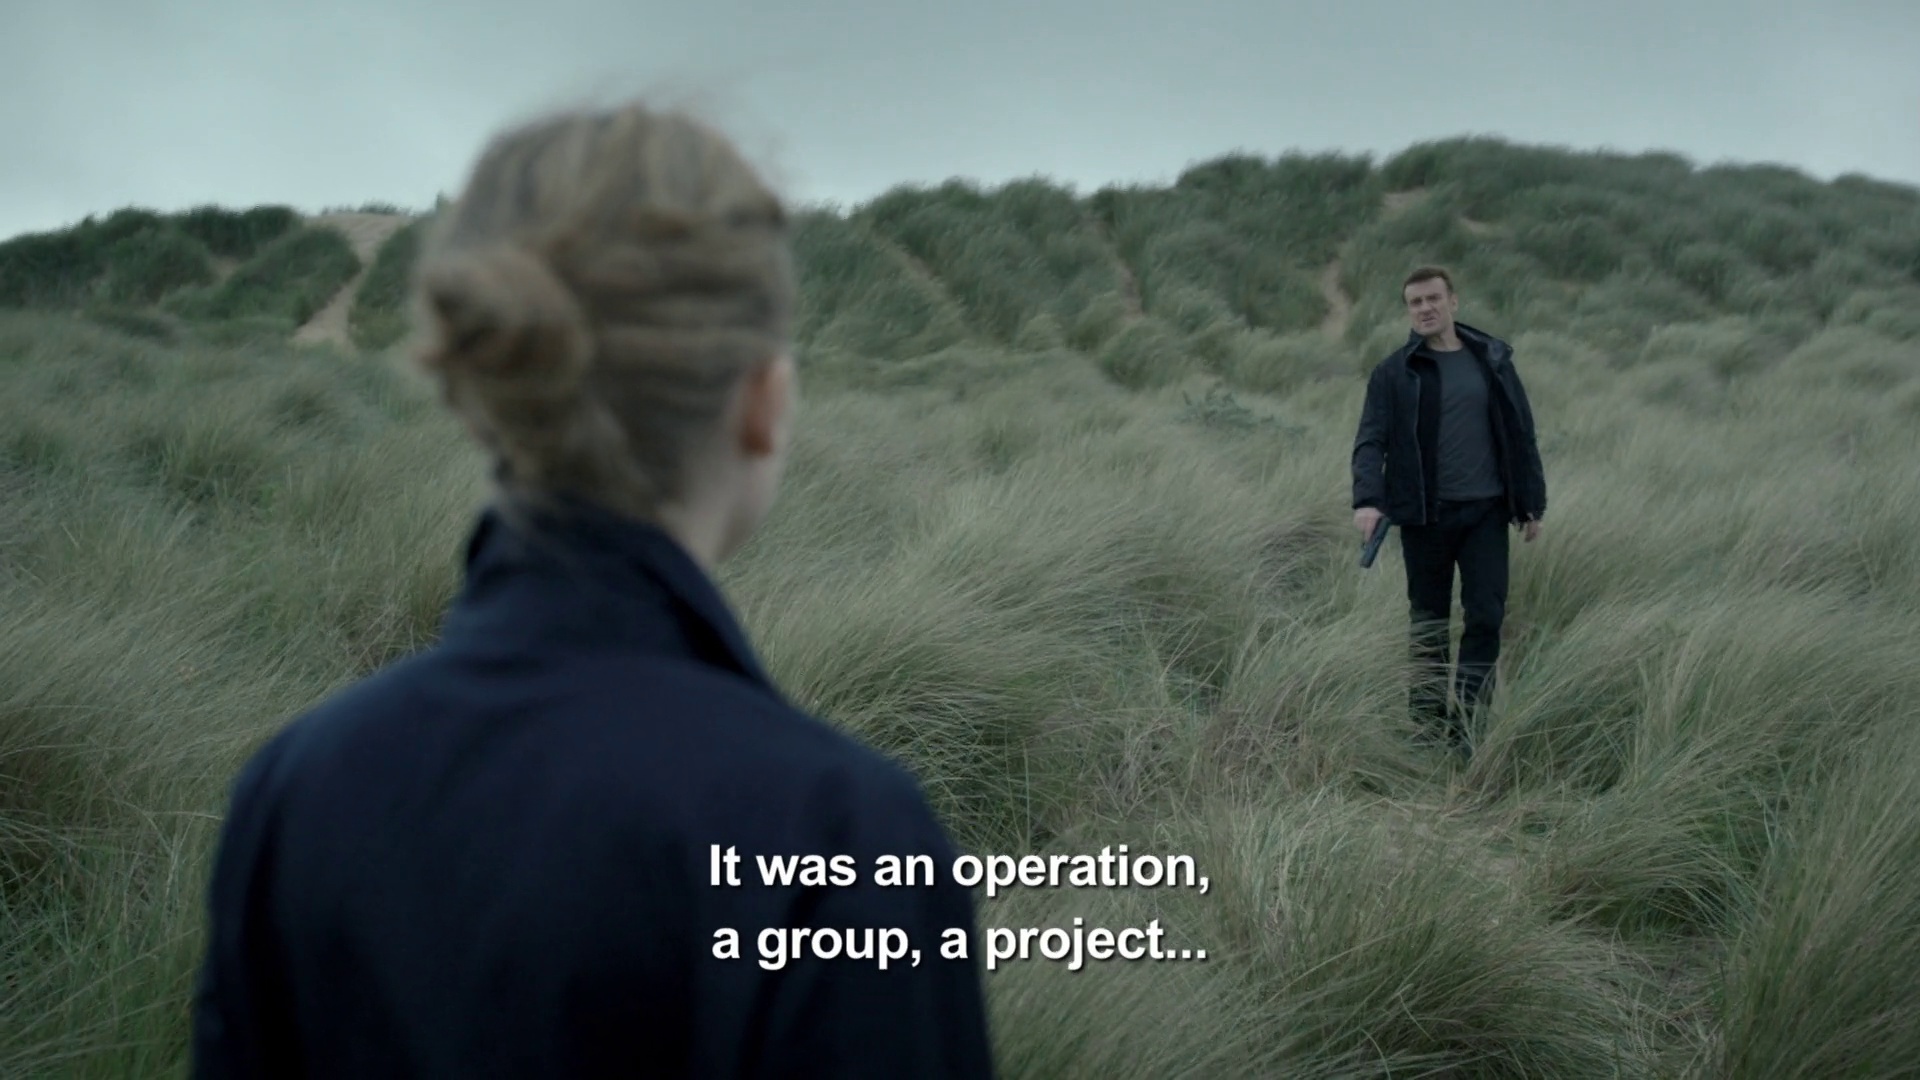 It was an operation,
a group, a project...